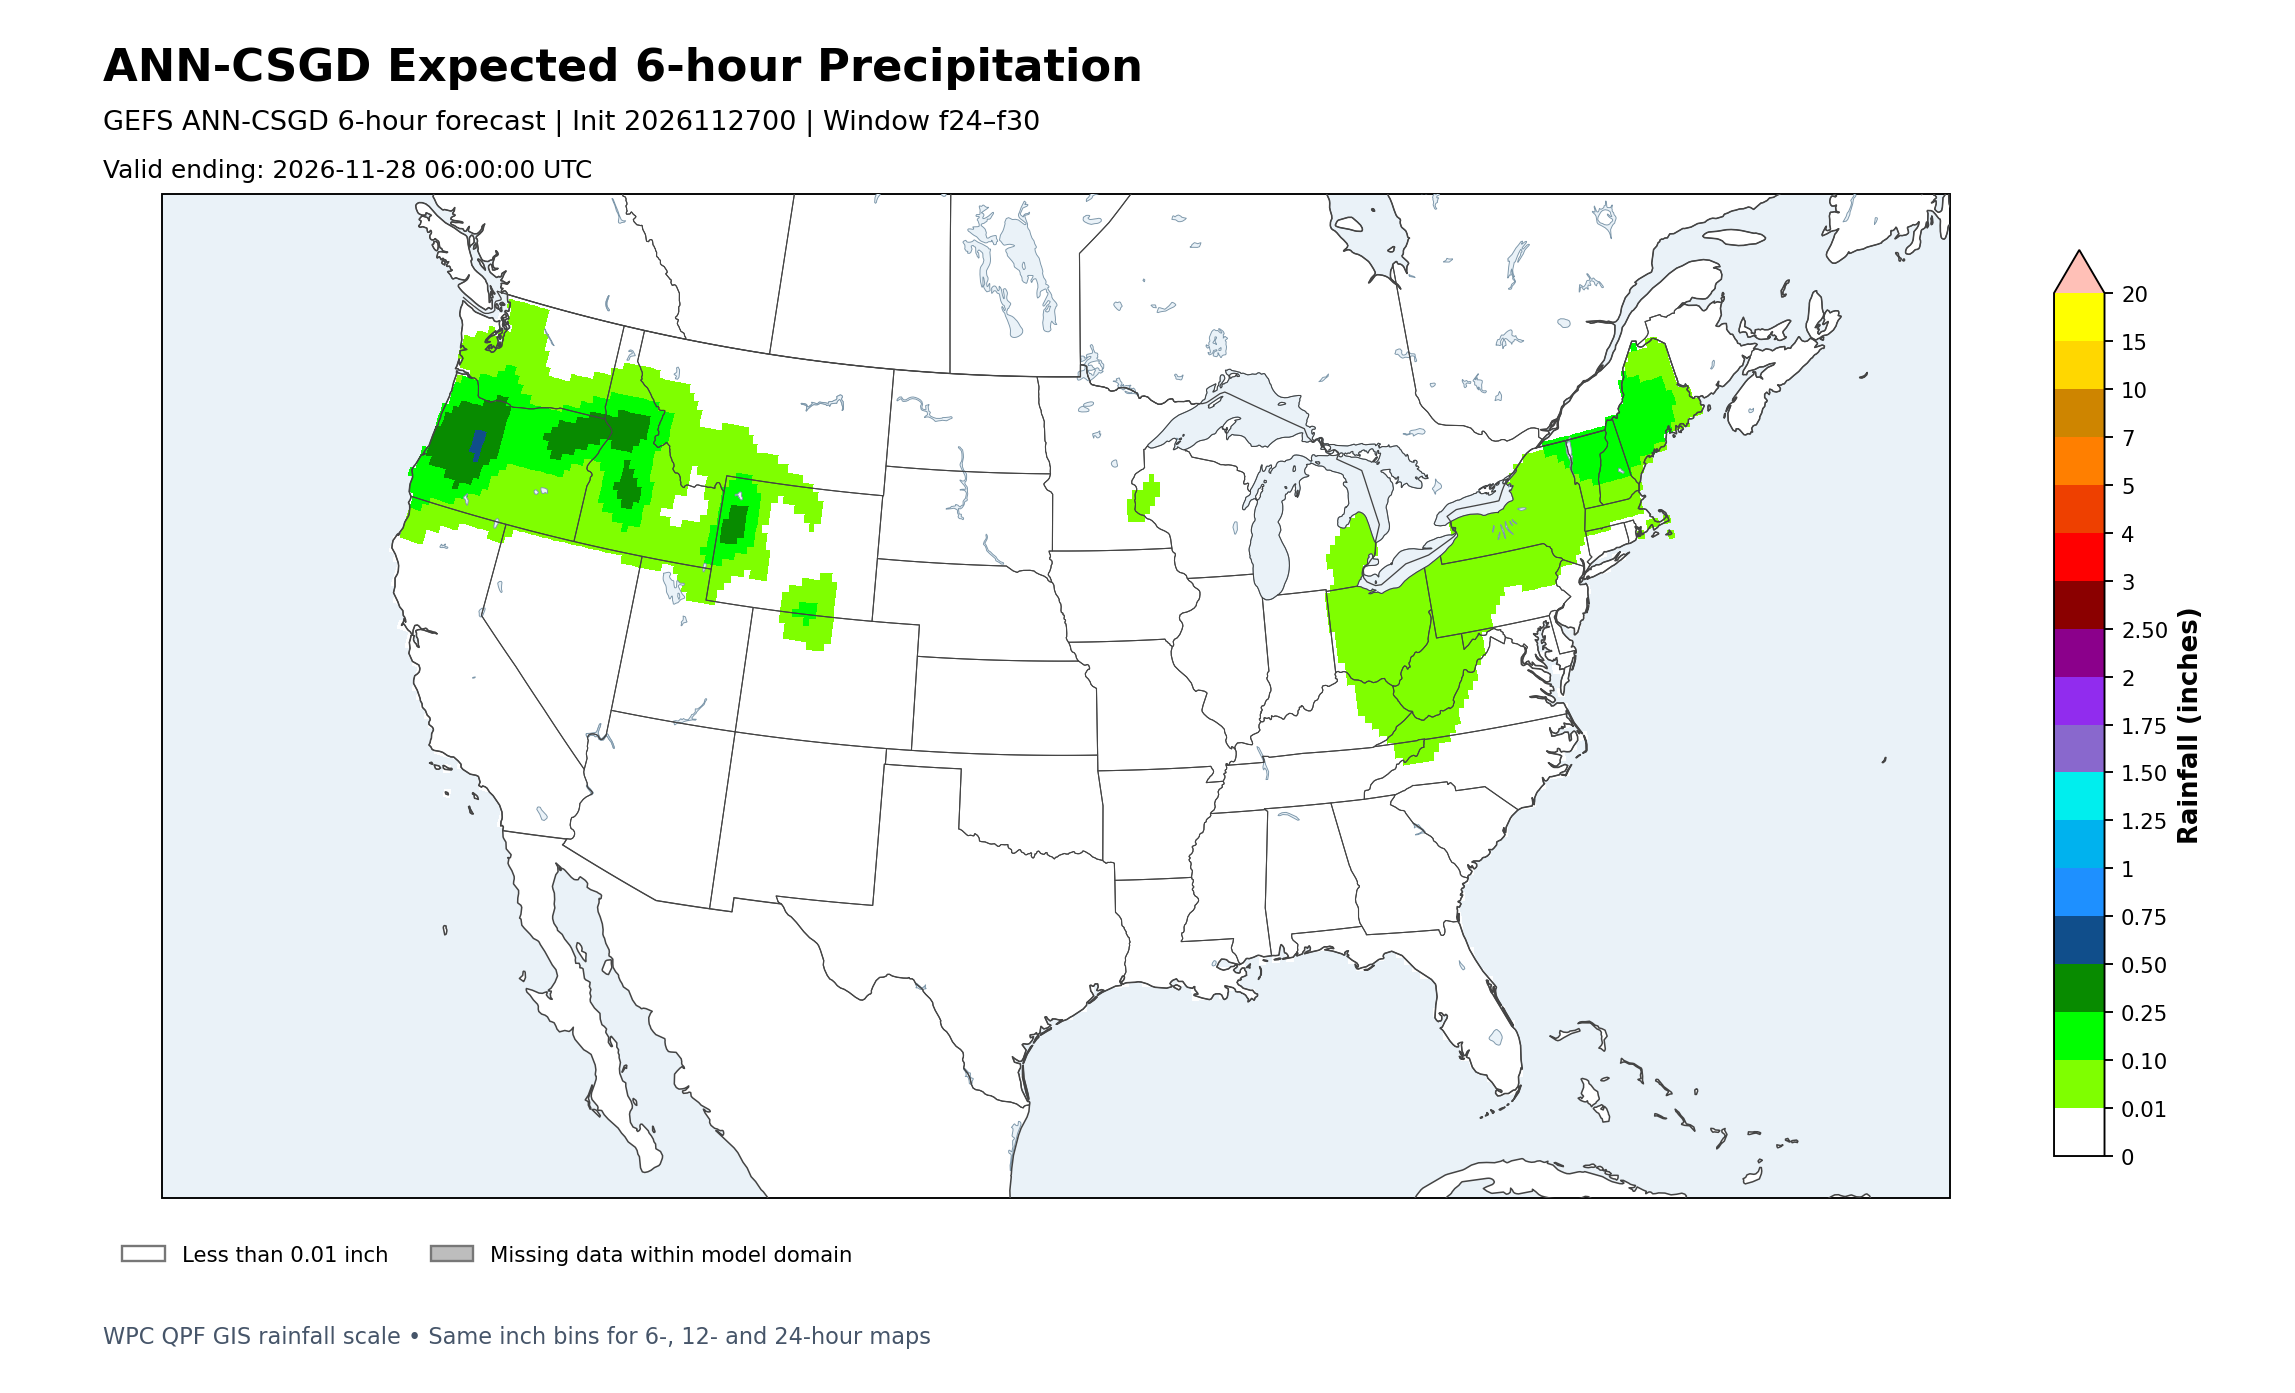 ANN-CSGD Expected 6-hour Precipitation
GEFS ANN-CSGD 6-hour forecast | Init 2026112700 | Window f24–f30
Valid ending: 2026-11-28 06:00:00 UTC
20
15
10
7
5
4
3
2.50
2
1.75
1.50
1.25
1
0.75
0.50
0.25
0.10
0.01
0
Rainfall (inches)
Less than 0.01 inch
Missing data within model domain
WPC QPF GIS rainfall scale • Same inch bins for 6-, 12- and 24-hour maps